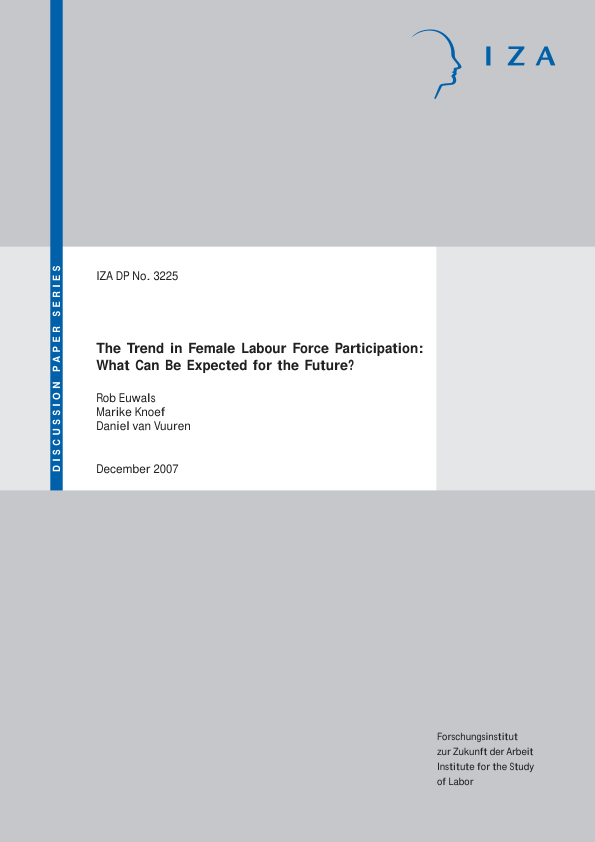 IZA
DISCUSSION PAPER SERIES
IZA DP No. 3225
The Trend in Female Labour Force Participation:
What Can Be Expected for the Future?
Rob Euwals
Marike Knoef
Daniel van Vuuren
December 2007
Forschungsinstitut
zur Zukunft der Arbeit
Institute for the Study
of Labor